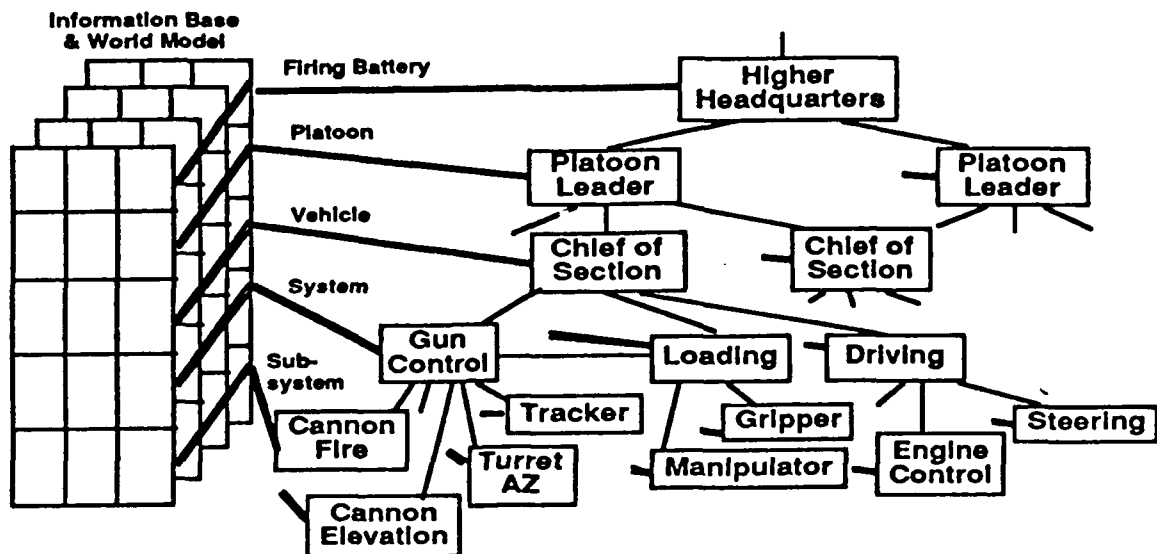 Information Base
& World Model
Firing Battery
Higher
Headquarters
Platoon
Platoon
Leader
Platoon
Leader
Vehicle
Chief of
Section
Chief of
Section
System
Gun
Control
Loading
Driving
Sub-
system
Cannon
Fire
Tracker
Gripper
Steering
Turret
AZ
Manipulator
Engine
Control
Cannon
Elevation